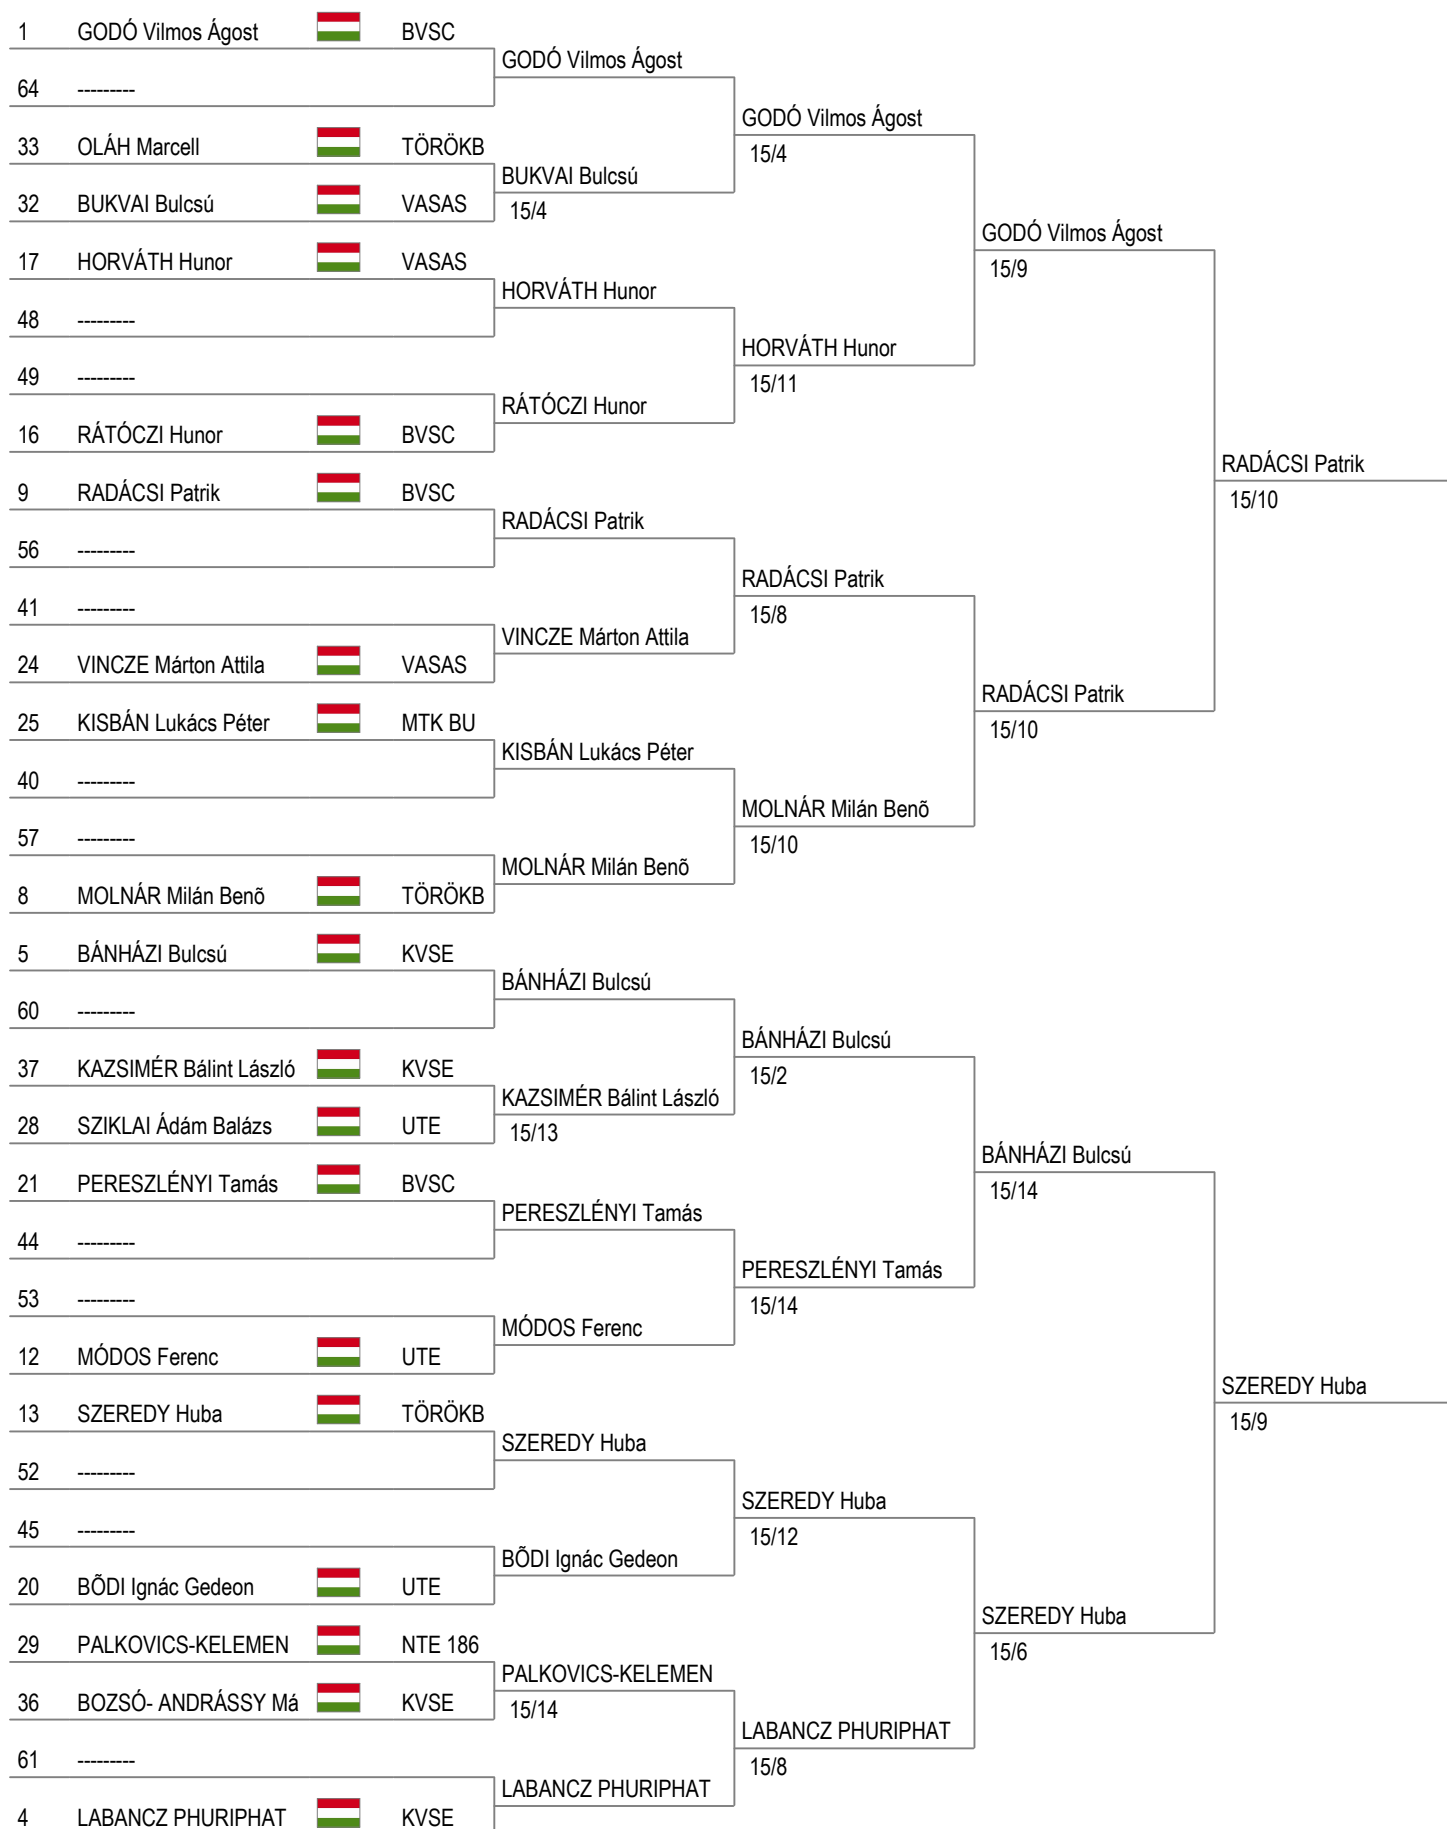 1 GODÓ Vilmos Ágost BVSC
GODÓ Vilmos Ágost
64 ---------
GODÓ Vilmos Ágost
15/4
33 OLÁH Marcell TÖRÖKB
BUKVAI Bulcsú
15/4
32 BUKVAI Bulcsú VASAS
GODÓ Vilmos Ágost
15/9
17 HORVÁTH Hunor VASAS
HORVÁTH Hunor
48 ---------
HORVÁTH Hunor
15/11
49 ---------
RÁTÓCZI Hunor
16 RÁTÓCZI Hunor BVSC
RADÁCSI Patrik
15/10
9 RADÁCSI Patrik BVSC
RADÁCSI Patrik
56 ---------
RADÁCSI Patrik
15/8
41 ---------
VINCZE Márton Attila
24 VINCZE Márton Attila VASAS
RADÁCSI Patrik
15/10
25 KISBÁN Lukács Péter MTK BU
KISBÁN Lukács Péter
40 ---------
MOLNÁR Milán Benõ
15/10
57 ---------
MOLNÁR Milán Benõ
8 MOLNÁR Milán Benõ TÖRÖKB
5 BÁNHÁZI Bulcsú KVSE
BÁNHÁZI Bulcsú
60 ---------
BÁNHÁZI Bulcsú
15/2
37 KAZSIMÉR Bálint László KVSE
KAZSIMÉR Bálint László
15/13
28 SZIKLAI Ádám Balázs UTE
BÁNHÁZI Bulcsú
15/14
21 PERESZLÉNYI Tamás BVSC
PERESZLÉNYI Tamás
44 ---------
PERESZLÉNYI Tamás
15/14
53 ---------
MÓDOS Ferenc
12 MÓDOS Ferenc UTE
SZEREDY Huba
15/9
13 SZEREDY Huba TÖRÖKB
SZEREDY Huba
52 ---------
SZEREDY Huba
15/12
45 ---------
BÕDI Ignác Gedeon
20 BÕDI Ignác Gedeon UTE
SZEREDY Huba
15/6
29 PALKOVICS-KELEMEN NTE 186
PALKOVICS-KELEMEN
15/14
36 BOZSÓ- ANDRÁSSY Má KVSE
LABANCZ PHURIPHAT
15/8
61 ---------
LABANCZ PHURIPHAT
4 LABANCZ PHURIPHAT KVSE